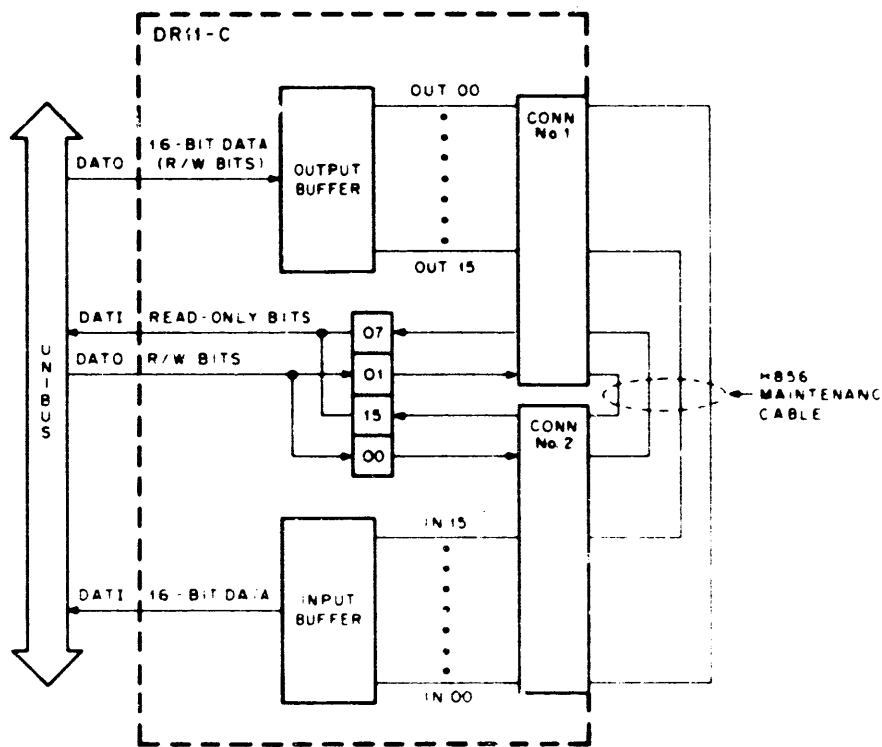 DR11-C
OUT 00
CONN
No. 1
16-BIT DATA
(R/W BITS)
DATO
OUTPUT
BUFFER
OUT 15
DATI
READ-ONLY BITS
07
DATO
R/W BITS
01
15
00
UNIBUS
CONN
No. 2
H856
MAINTENANC
CABLE
IN 15
DATI
16-BIT DATA
INPUT
BUFFER
IN 00